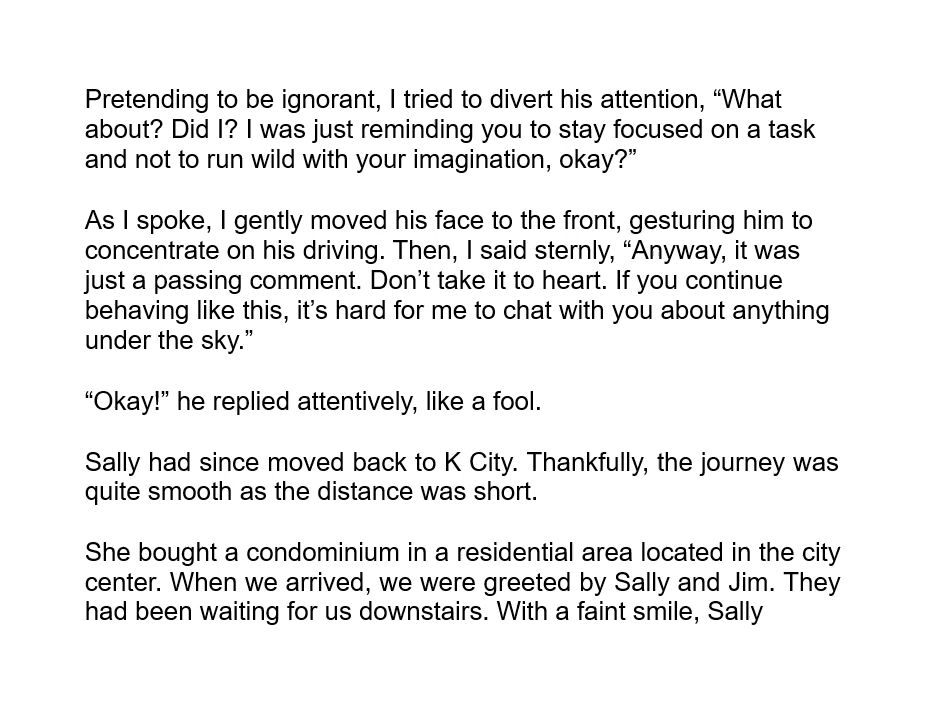 Pretending to be ignorant, I tried to divert his attention, “What
about? Did I? I was just reminding you to stay focused on a task
and not to run wild with your imagination, okay?”
As I spoke, I gently moved his face to the front, gesturing him to
concentrate on his driving. Then, I said sternly, “Anyway, it was
just a passing comment. Don’t take it to heart. If you continue
behaving like this, it’s hard for me to chat with you about anything
under the sky.”
“Okay!” he replied attentively, like a fool.
Sally had since moved back to K City. Thankfully, the journey was
quite smooth as the distance was short.
She bought a condominium in a residential area located in the city
center. When we arrived, we were greeted by Sally and Jim. They
had been waiting for us downstairs. With a faint smile, Sally